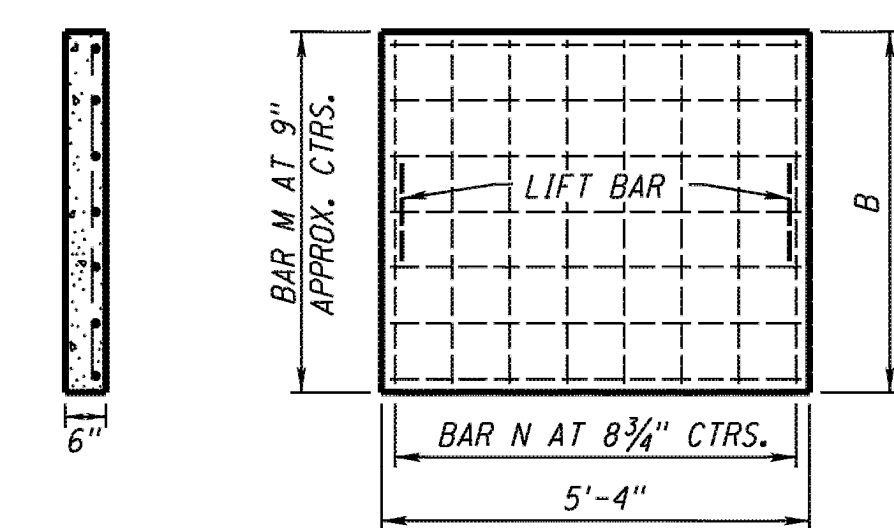 6"
BAR M AT 9"
APPROX. CTRS.
LIFT BAR
B
BAR N AT 8¾" CTRS.
5'-4"